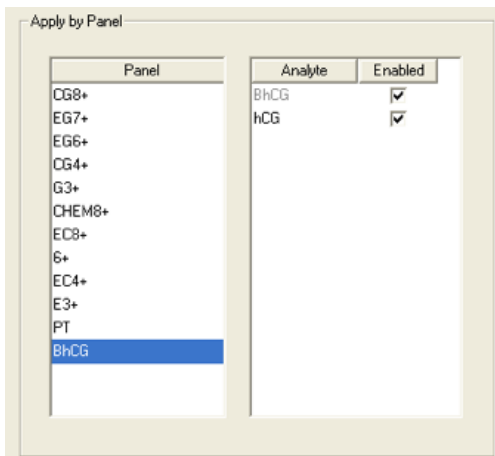 Apply by Panel
Panel
CG8+
EG7+
EG6+
CG4+
G3+
CHEM8+
EC8+
6+
EC4+
E3+
PT
BhCG
Analyte Enabled
BhCG
hCG